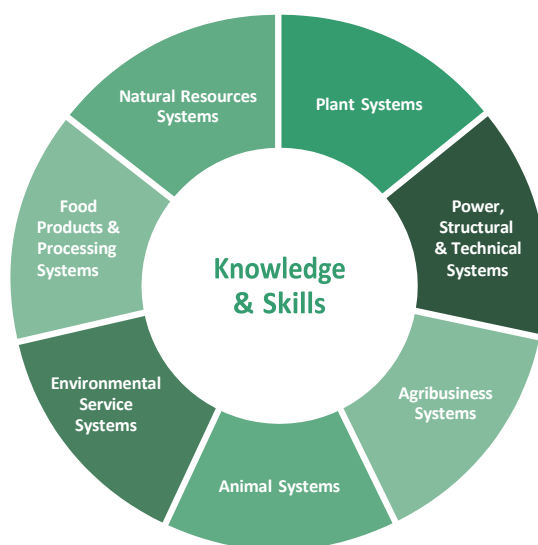 Natural Resources
Systems
Plant Systems
Power,
Structural
& Technical
Systems
Agribusiness
Systems
Animal Systems
Environmental
Service
Systems
Food
Products &
Processing
Systems
Knowledge
& Skills